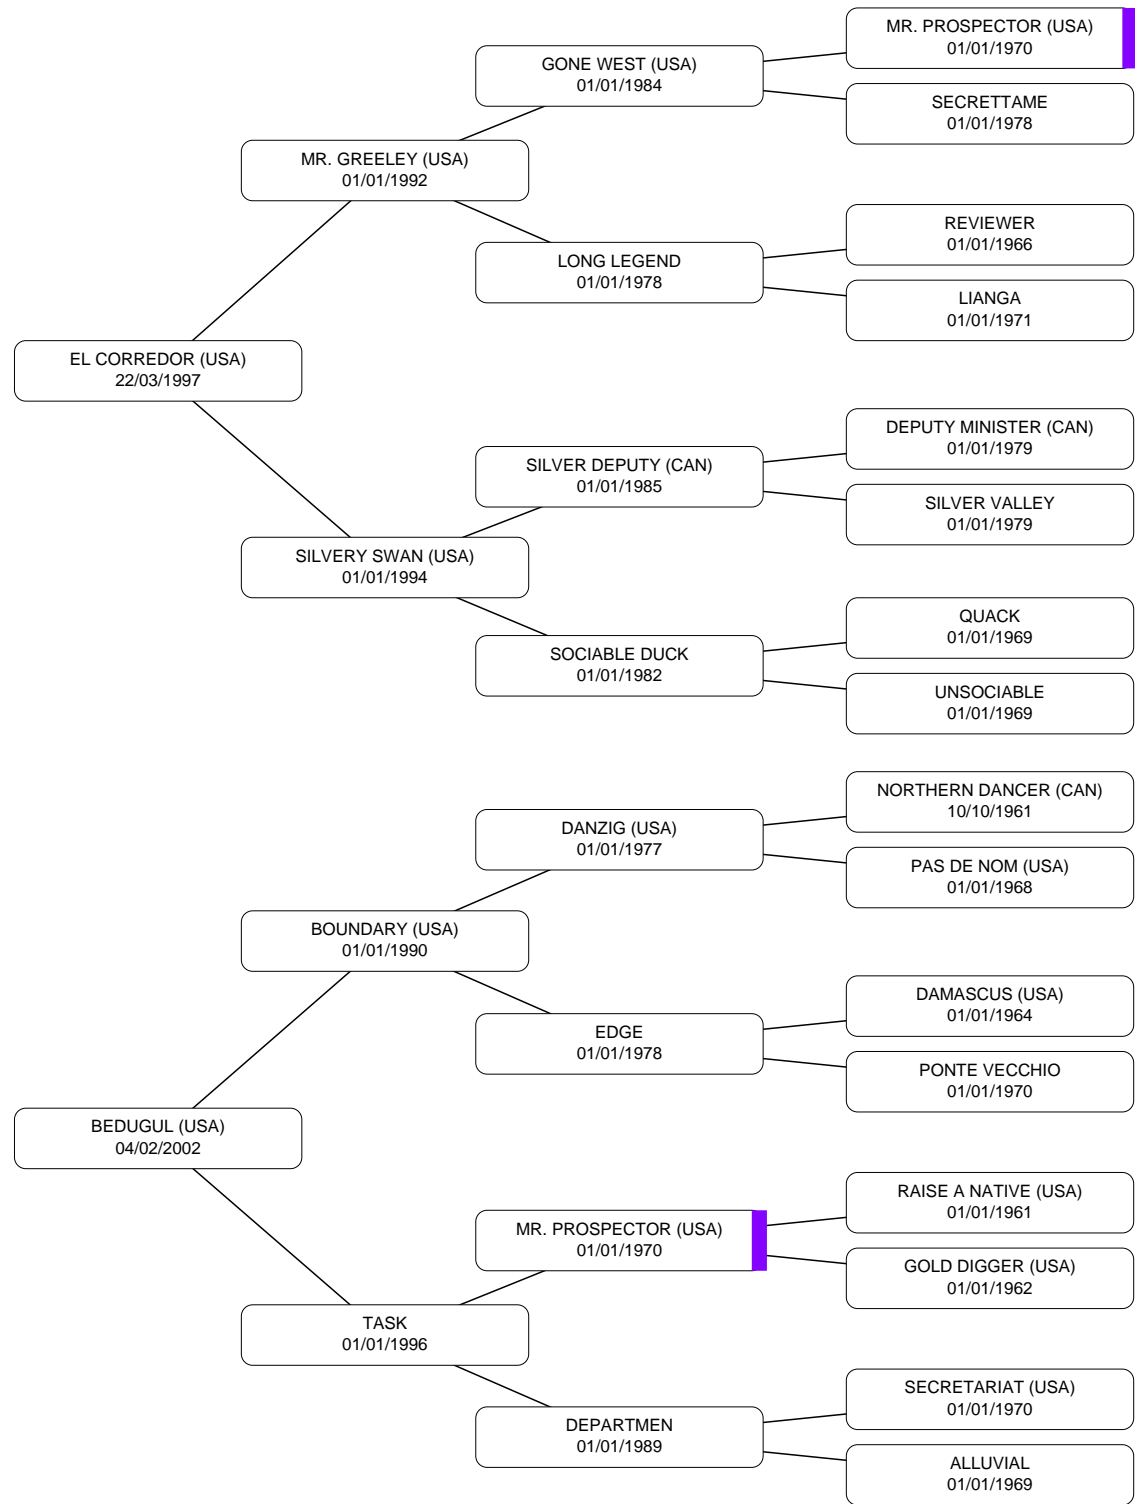 MR. PROSPECTOR (USA)
01/01/1970
GONE WEST (USA)
01/01/1984
SECRETTAME
01/01/1978
MR. GREELEY (USA)
01/01/1992
REVIEWER
01/01/1966
LONG LEGEND
01/01/1978
LIANGA
01/01/1971
EL CORREDOR (USA)
22/03/1997
DEPUTY MINISTER (CAN)
01/01/1979
SILVER DEPUTY (CAN)
01/01/1985
SILVER VALLEY
01/01/1979
SILVERY SWAN (USA)
01/01/1994
QUACK
01/01/1969
SOCIABLE DUCK
01/01/1982
UNSOCIABLE
01/01/1969
NORTHERN DANCER (CAN)
10/10/1961
DANZIG (USA)
01/01/1977
PAS DE NOM (USA)
01/01/1968
BOUNDARY (USA)
01/01/1990
DAMASCUS (USA)
01/01/1964
EDGE
01/01/1978
PONTE VECCHIO
01/01/1970
BEDUGUL (USA)
04/02/2002
RAISE A NATIVE (USA)
01/01/1961
MR. PROSPECTOR (USA)
01/01/1970
GOLD DIGGER (USA)
01/01/1962
TASK
01/01/1996
SECRETARIAT (USA)
01/01/1970
DEPARTMEN
01/01/1989
ALLUVIAL
01/01/1969